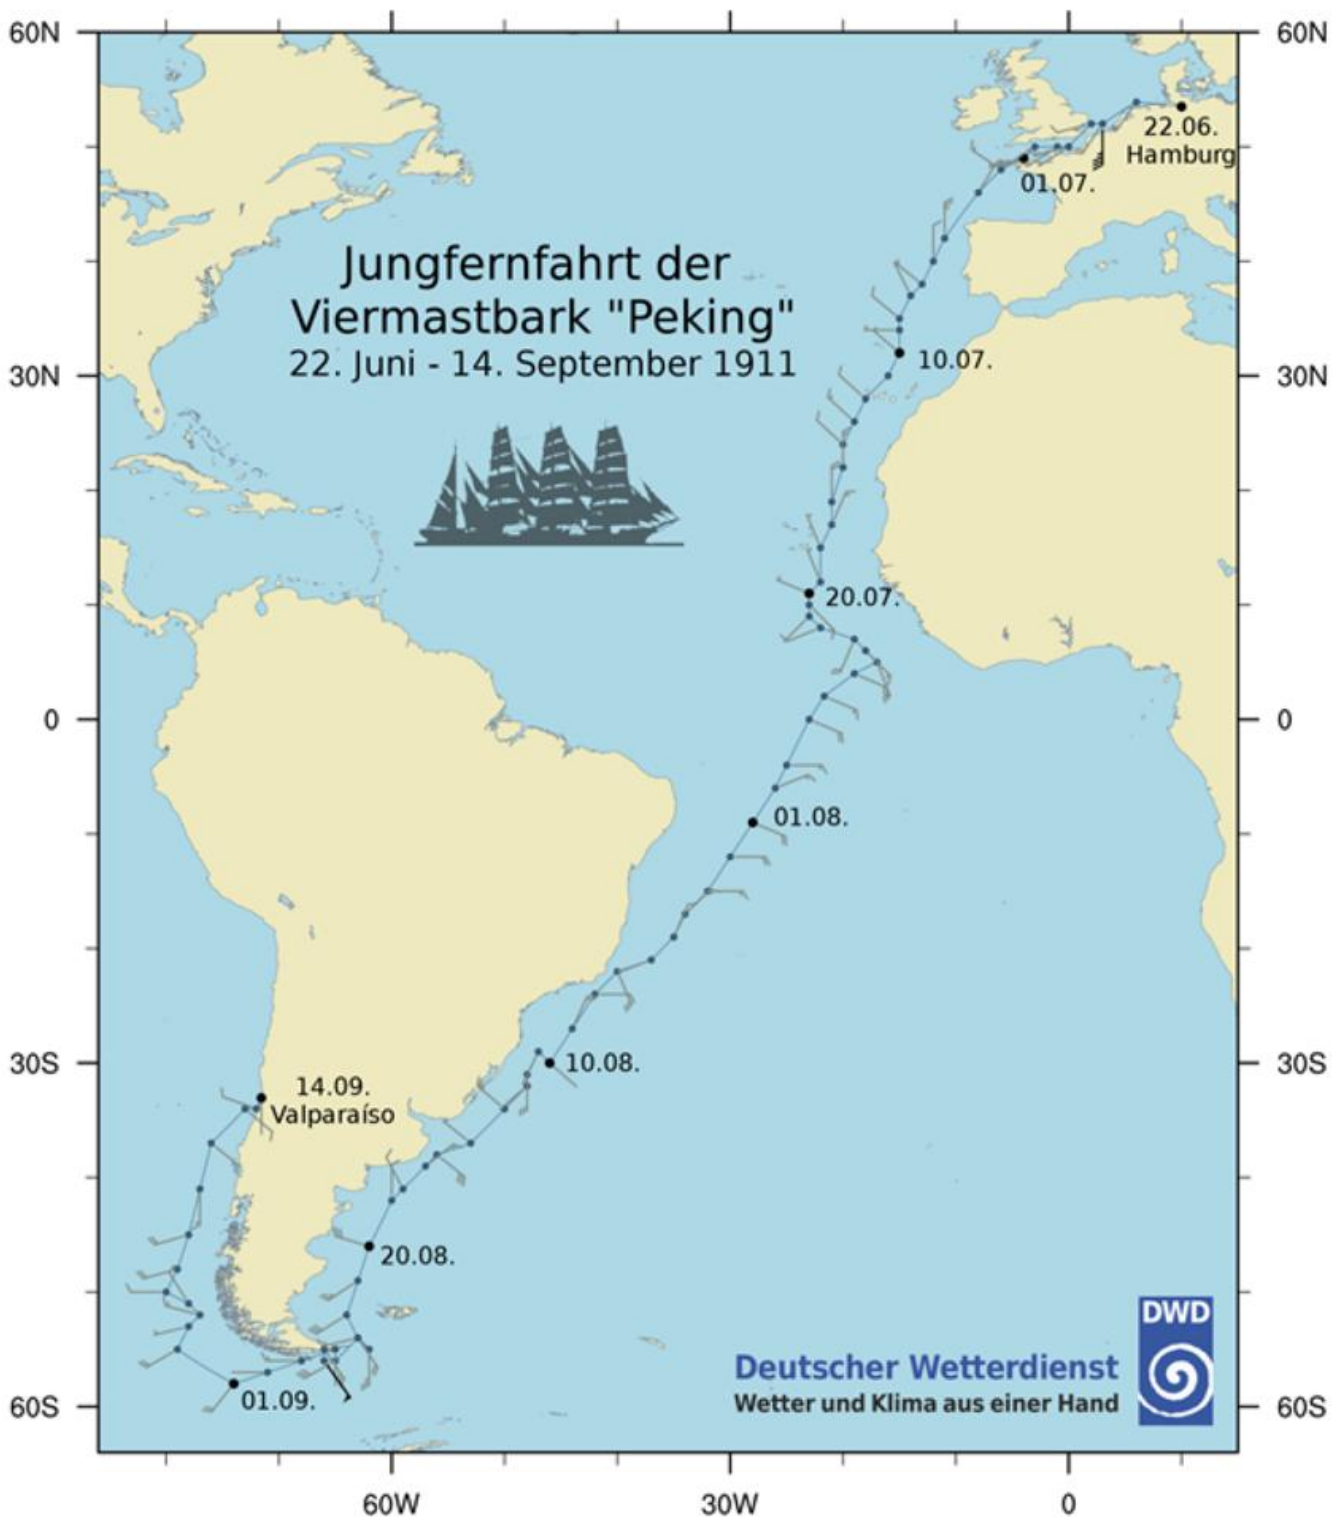 60N
60N
22.06.
Hamburg
01.07.
Jungfernfahrt der
Viermastbark "Peking"
22. Juni - 14. September 1911
10.07.
30N
30N
20.07.
0
0
01.08.
30S
10.08.
30S
14.09.
Valparaíso
20.08.
DWD
Deutscher Wetterdienst
Wetter und Klima aus einer Hand
01.09.
60S
60S
60W
30W
0